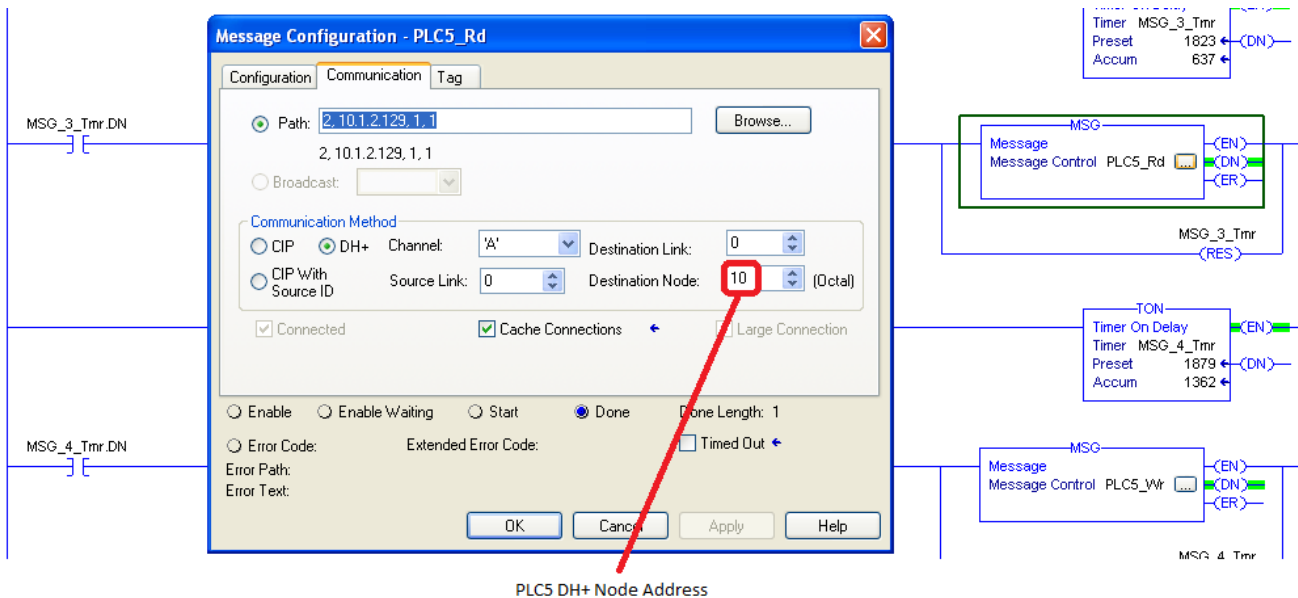 Timer MSG_3_Tmr
Preset 1823 (DN)
Accum 637
Message Configuration - PLC5_Rd
Configuration Communication Tag
MSG_3_Tmr.DN
Path: 2, 10.1.2.129, 1, 1 Browse...
2, 10.1.2.129, 1, 1
Broadcast:
MSG
Message (EN)
Message Control PLC5_Rd ... (DN)
(ER)
Communication Method
CIP DH+ Channel: 'A' Destination Link: 0
CIP With
Source ID Source Link: 0 Destination Node: 10 (Octal)
MSG_3_Tmr
(RES)
Connected Cache Connections Large Connection
TON
Timer On Delay (EN)
Timer MSG_4_Tmr
Preset 1879 (DN)
Accum 1362
Enable Enable Waiting Start Done Done Length: 1
Error Code: Extended Error Code: Timed Out
Error Path:
Error Text:
MSG_4_Tmr.DN
MSG
Message (EN)
Message Control PLC5_Wr ... (DN)
(ER)
OK Cancel Apply Help
MSG_4_Tmr
PLC5 DH+ Node Address